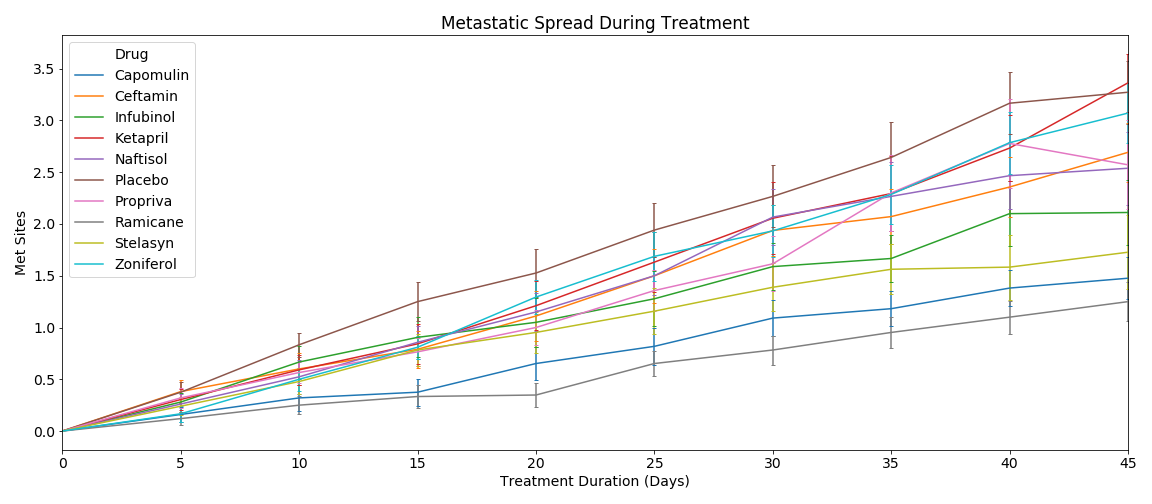 Metastatic Spread During Treatment
Drug
Capomulin
Ceftamin
Infubinol
Ketapril
Naftisol
Placebo
Propriva
Ramicane
Stelasyn
Zoniferol
Met Sites
3.5
3.0
2.5
2.0
1.5
1.0
0.5
0.0
0 5 10 15 20 25 30 35 40 45
Treatment Duration (Days)